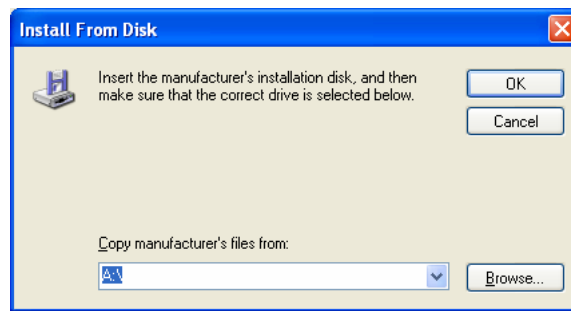 Install From Disk
Insert the manufacturer's installation disk, and then
make sure that the correct drive is selected below.
OK
Cancel
Copy manufacturer's files from:
A:\
Browse...